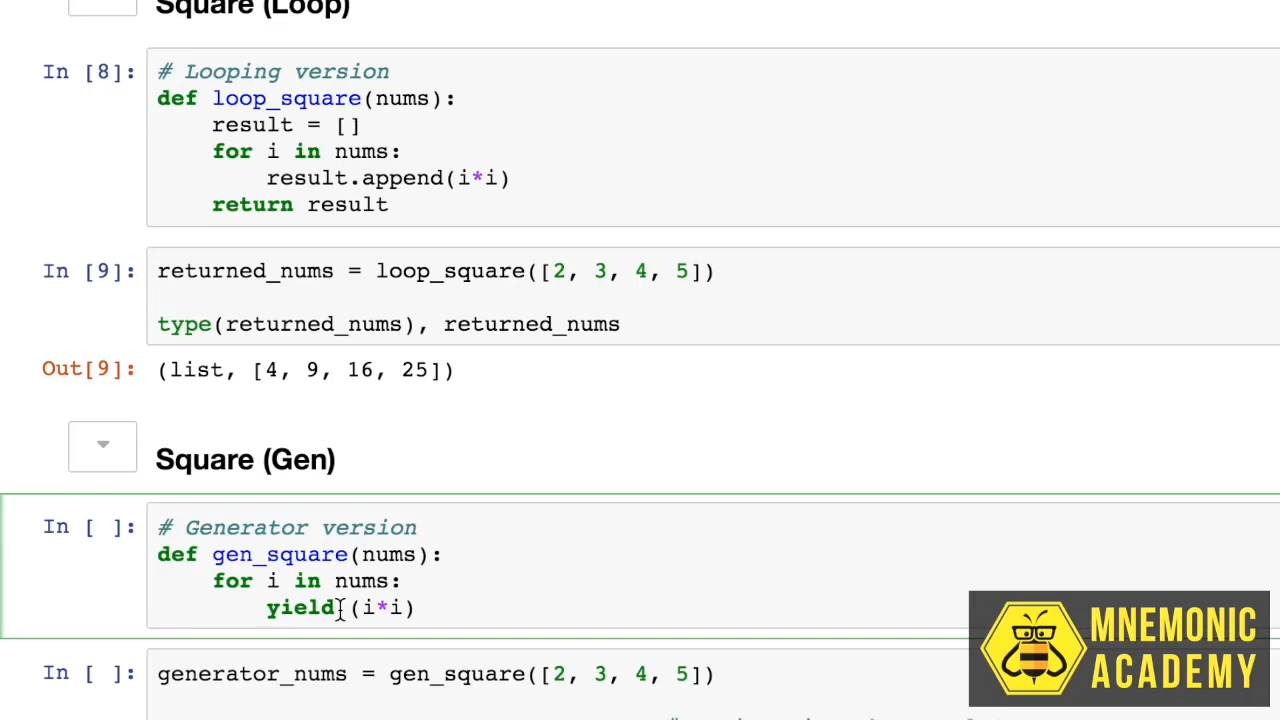 Square (Loop)
In [8]:
# Looping version
def loop_square(nums):
    result = []
    for i in nums:
        result.append(i*i)
    return result
In [9]:
returned_nums = loop_square([2, 3, 4, 5])
type(returned_nums), returned_nums
Out[9]:
(list, [4, 9, 16, 25])
Square (Gen)
In [ ]:
# Generator version
def gen_square(nums):
    for i in nums:
        yield (i*i)
In [ ]:
generator_nums = gen_square([2, 3, 4, 5])
MNEMONIC
ACADEMY